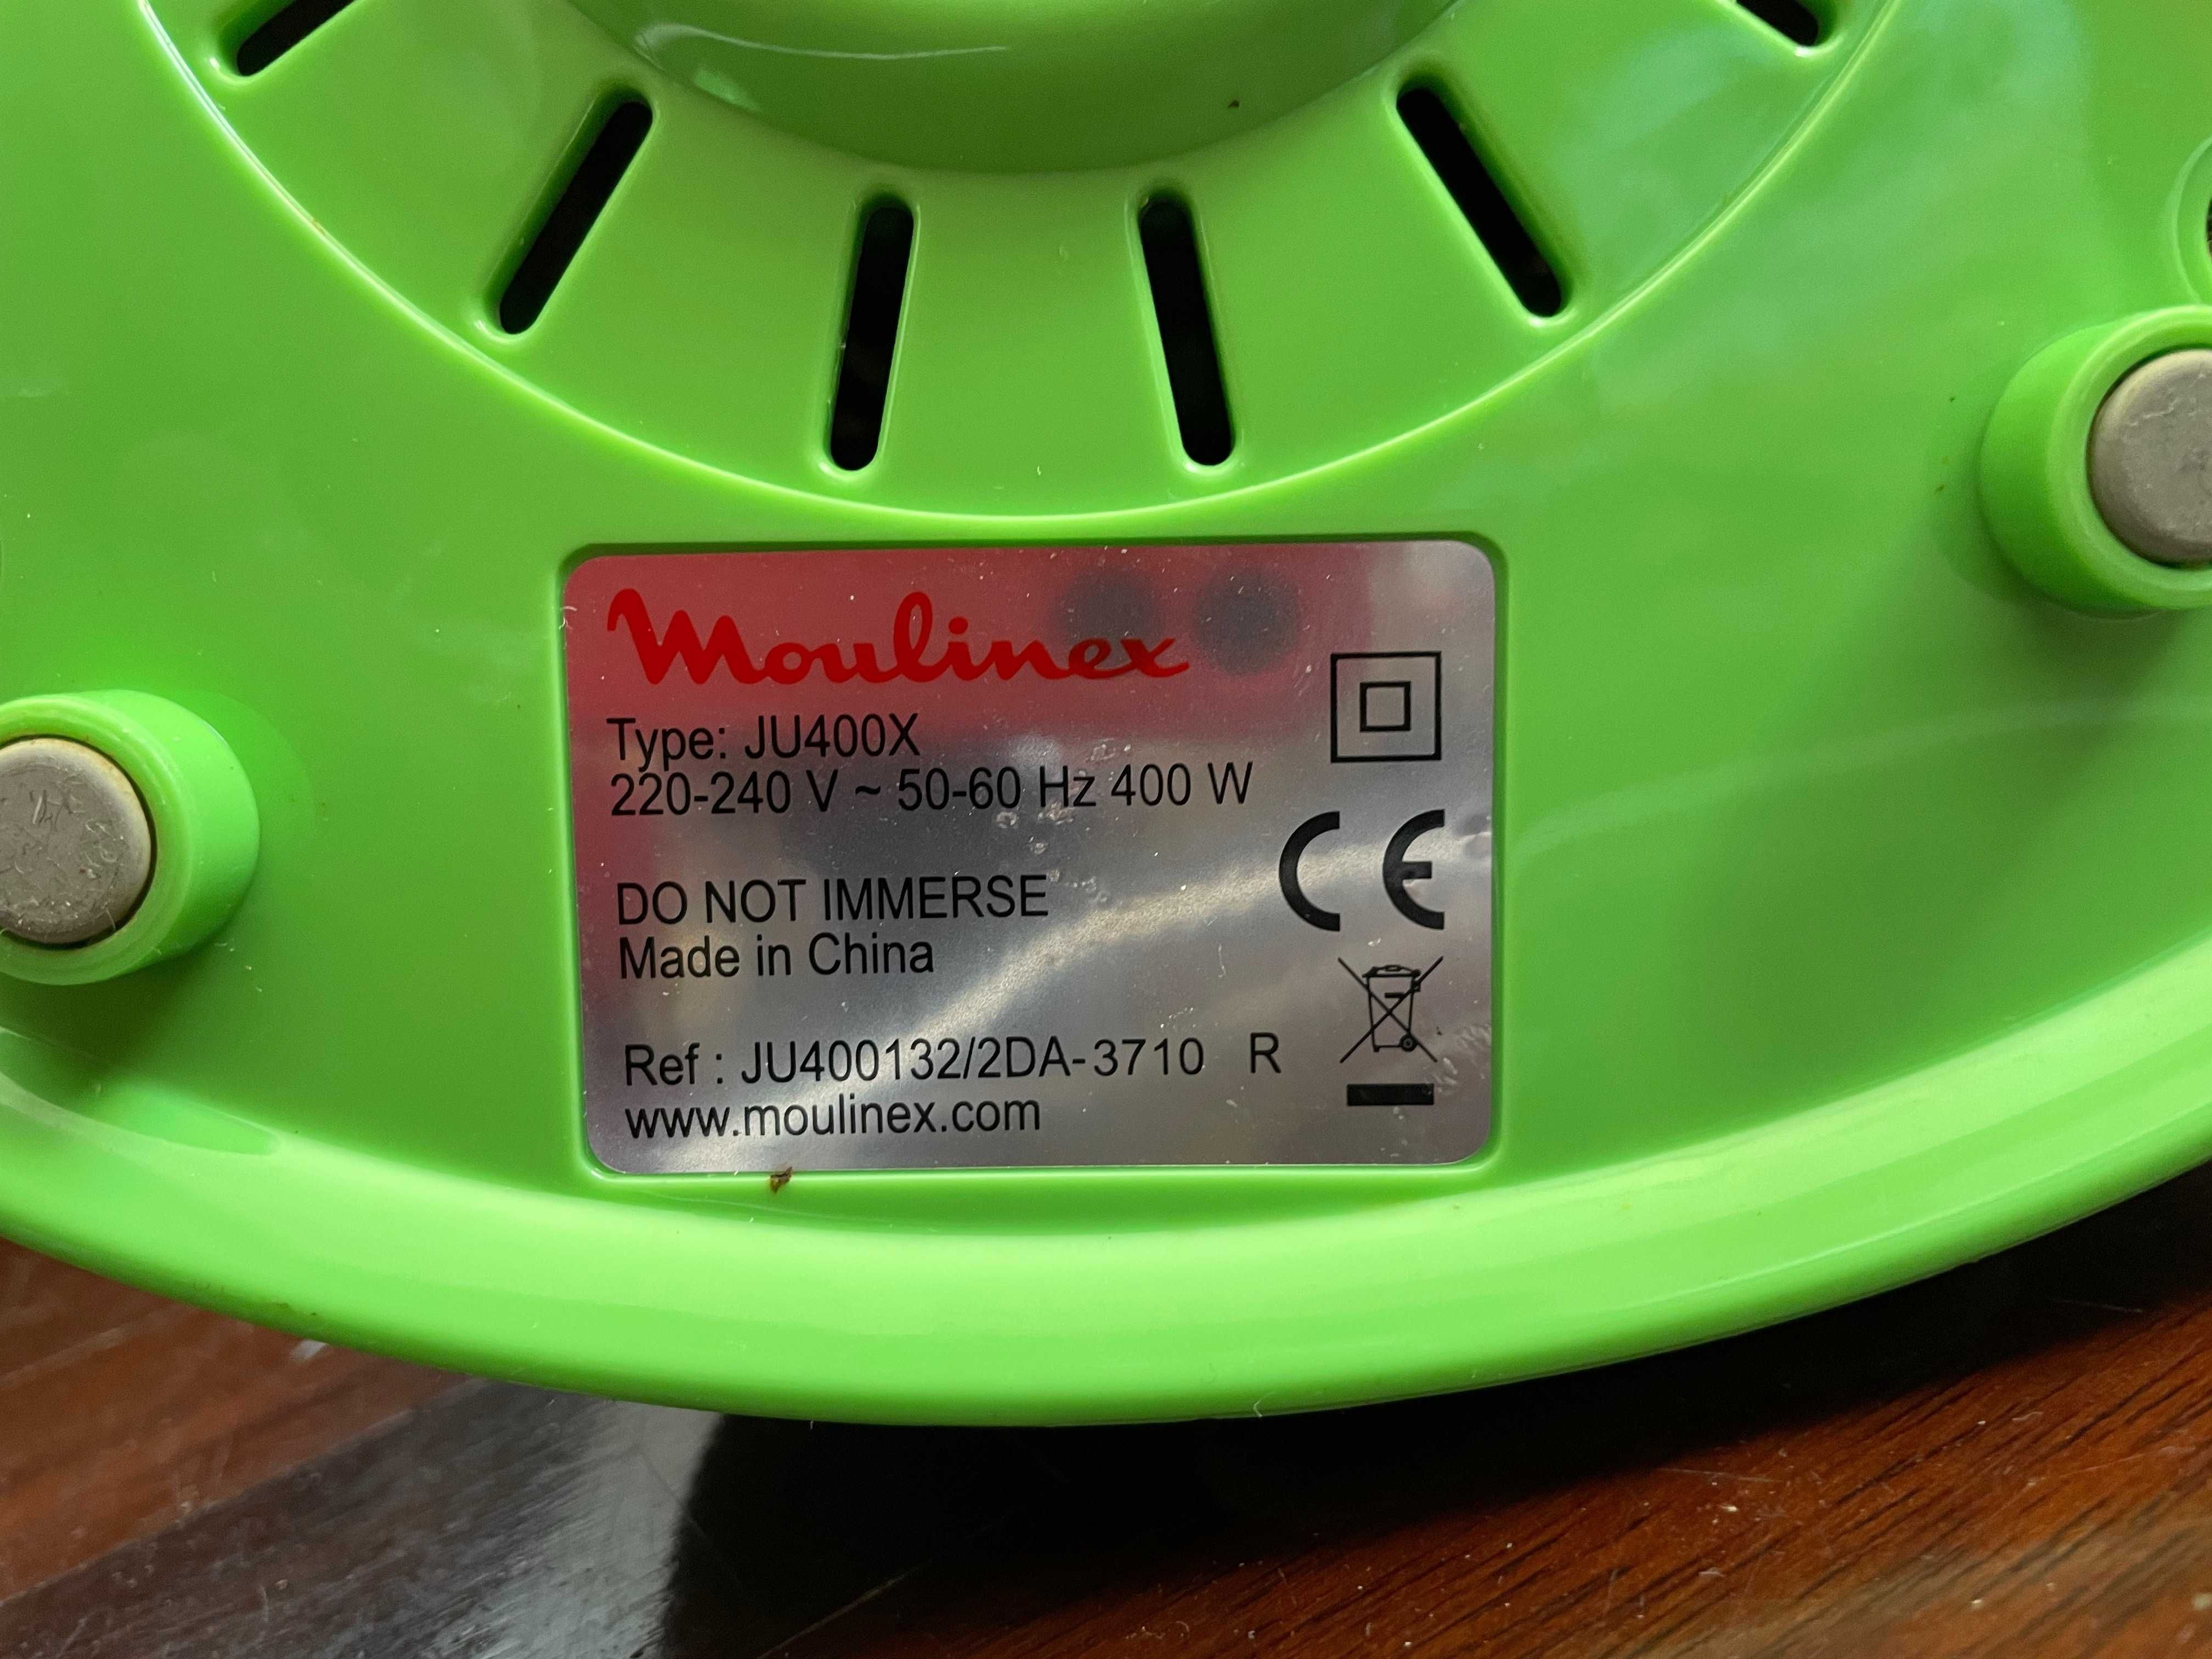 Moulinex
Type: JU400X
220-240 V ~ 50-60 Hz 400 W
CE
DO NOT IMMERSE
Made in China
Ref : JU400132/2DA-3710 R
www.moulinex.com